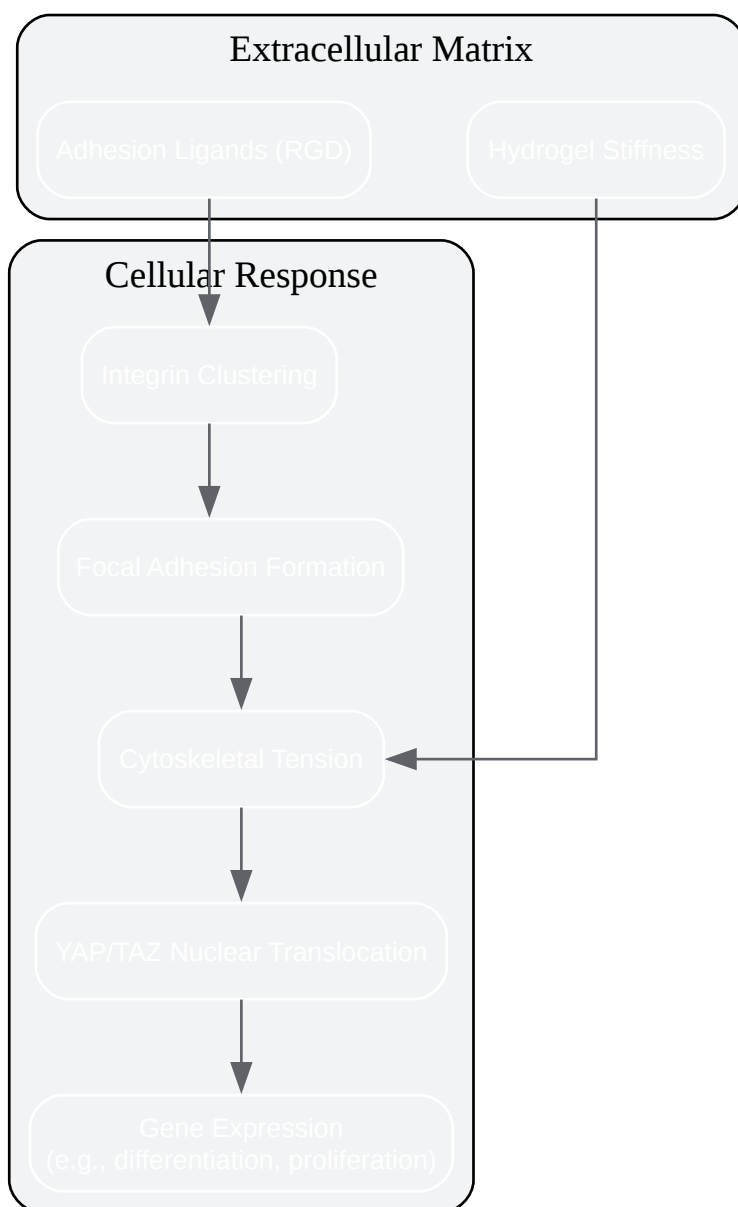 Extracellular Matrix
Adhesion Ligands (RGD)
Hydrogel Stiffness
Cellular Response
Integrin Clustering
Focal Adhesion Formation
Cytoskeletal Tension
YAP/TAZ Nuclear Translocation
Gene Expression
(e.g., differentiation, proliferation)